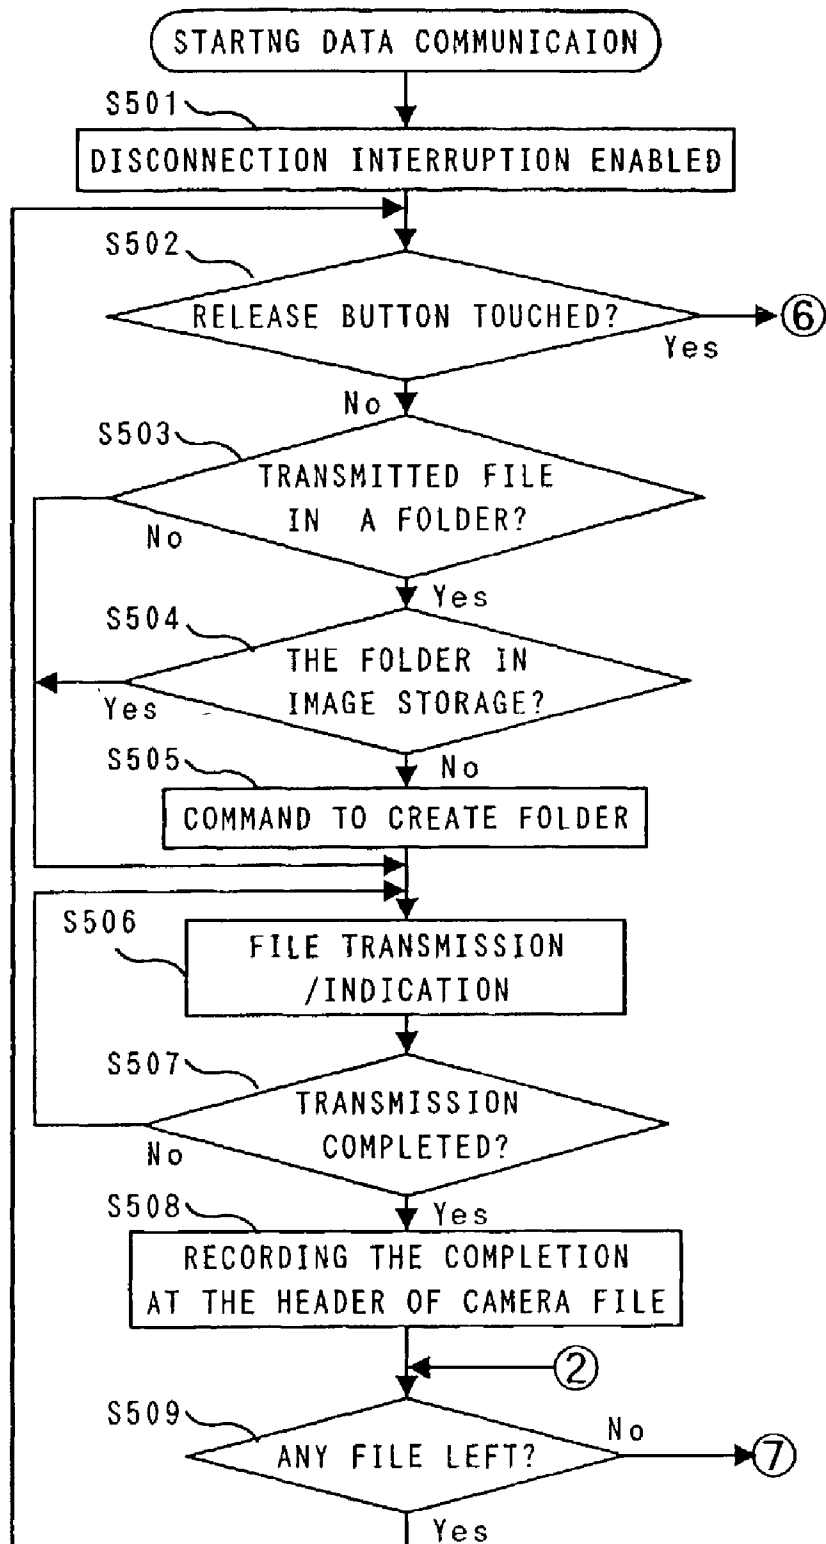 STARTNG DATA COMMUNICAION
S501
DISCONNECTION INTERRUPTION ENABLED
S502
RELEASE BUTTON TOUCHED?
⑥
Yes
No
S503
TRANSMITTED FILE
IN A FOLDER?
No
Yes
S504
THE FOLDER IN
IMAGE STORAGE?
Yes
No
S505
COMMAND TO CREATE FOLDER
S506
FILE TRANSMISSION
/INDICATION
S507
TRANSMISSION
COMPLETED?
No
Yes
S508
RECORDING THE COMPLETION
AT THE HEADER OF CAMERA FILE
②
S509
ANY FILE LEFT?
No
⑦
Yes